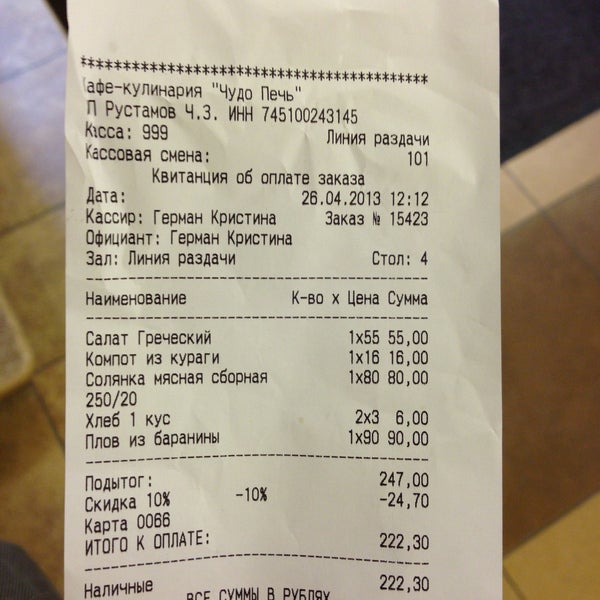 ******************************************
Кафе-кулинария "Чудо Печь"
П Рустамов Ч.З. ИНН 745100243145
Касса: 999 Линия раздачи
Кассовая смена: 101
Квитанция об оплате заказа
Дата: 26.04.2013 12:12
Кассир: Герман Кристина Заказ № 15423
Официант: Герман Кристина
Зал: Линия раздачи Стол: 4
Наименование К-во х Цена Сумма
Салат Греческий 1x55 55,00
Компот из кураги 1x16 16,00
Солянка мясная сборная 1x80 80,00
250/20
Хлеб 1 кус 2x3 6,00
Плов из баранины 1x90 90,00
Подытог: 247,00
Скидка 10% -10% -24,70
Карта 0066
ИТОГО К ОПЛАТЕ: 222,30
Наличные 222,30
ВСЕ СУММЫ В РУБЛЯХ